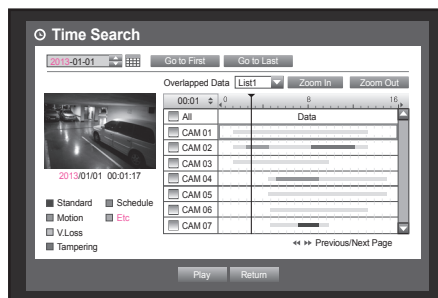 Time Search
2013-01-01 Go to First Go to Last
Overlapped Data List1 Zoom In Zoom Out
00:01 0 8 16
All Data
CAM 01
CAM 02
CAM 03
CAM 04
CAM 05
CAM 06
CAM 07
2013/01/01 00:01:17
Standard Schedule
Motion Etc
V.Loss
Tampering
Previous/Next Page
Play Return